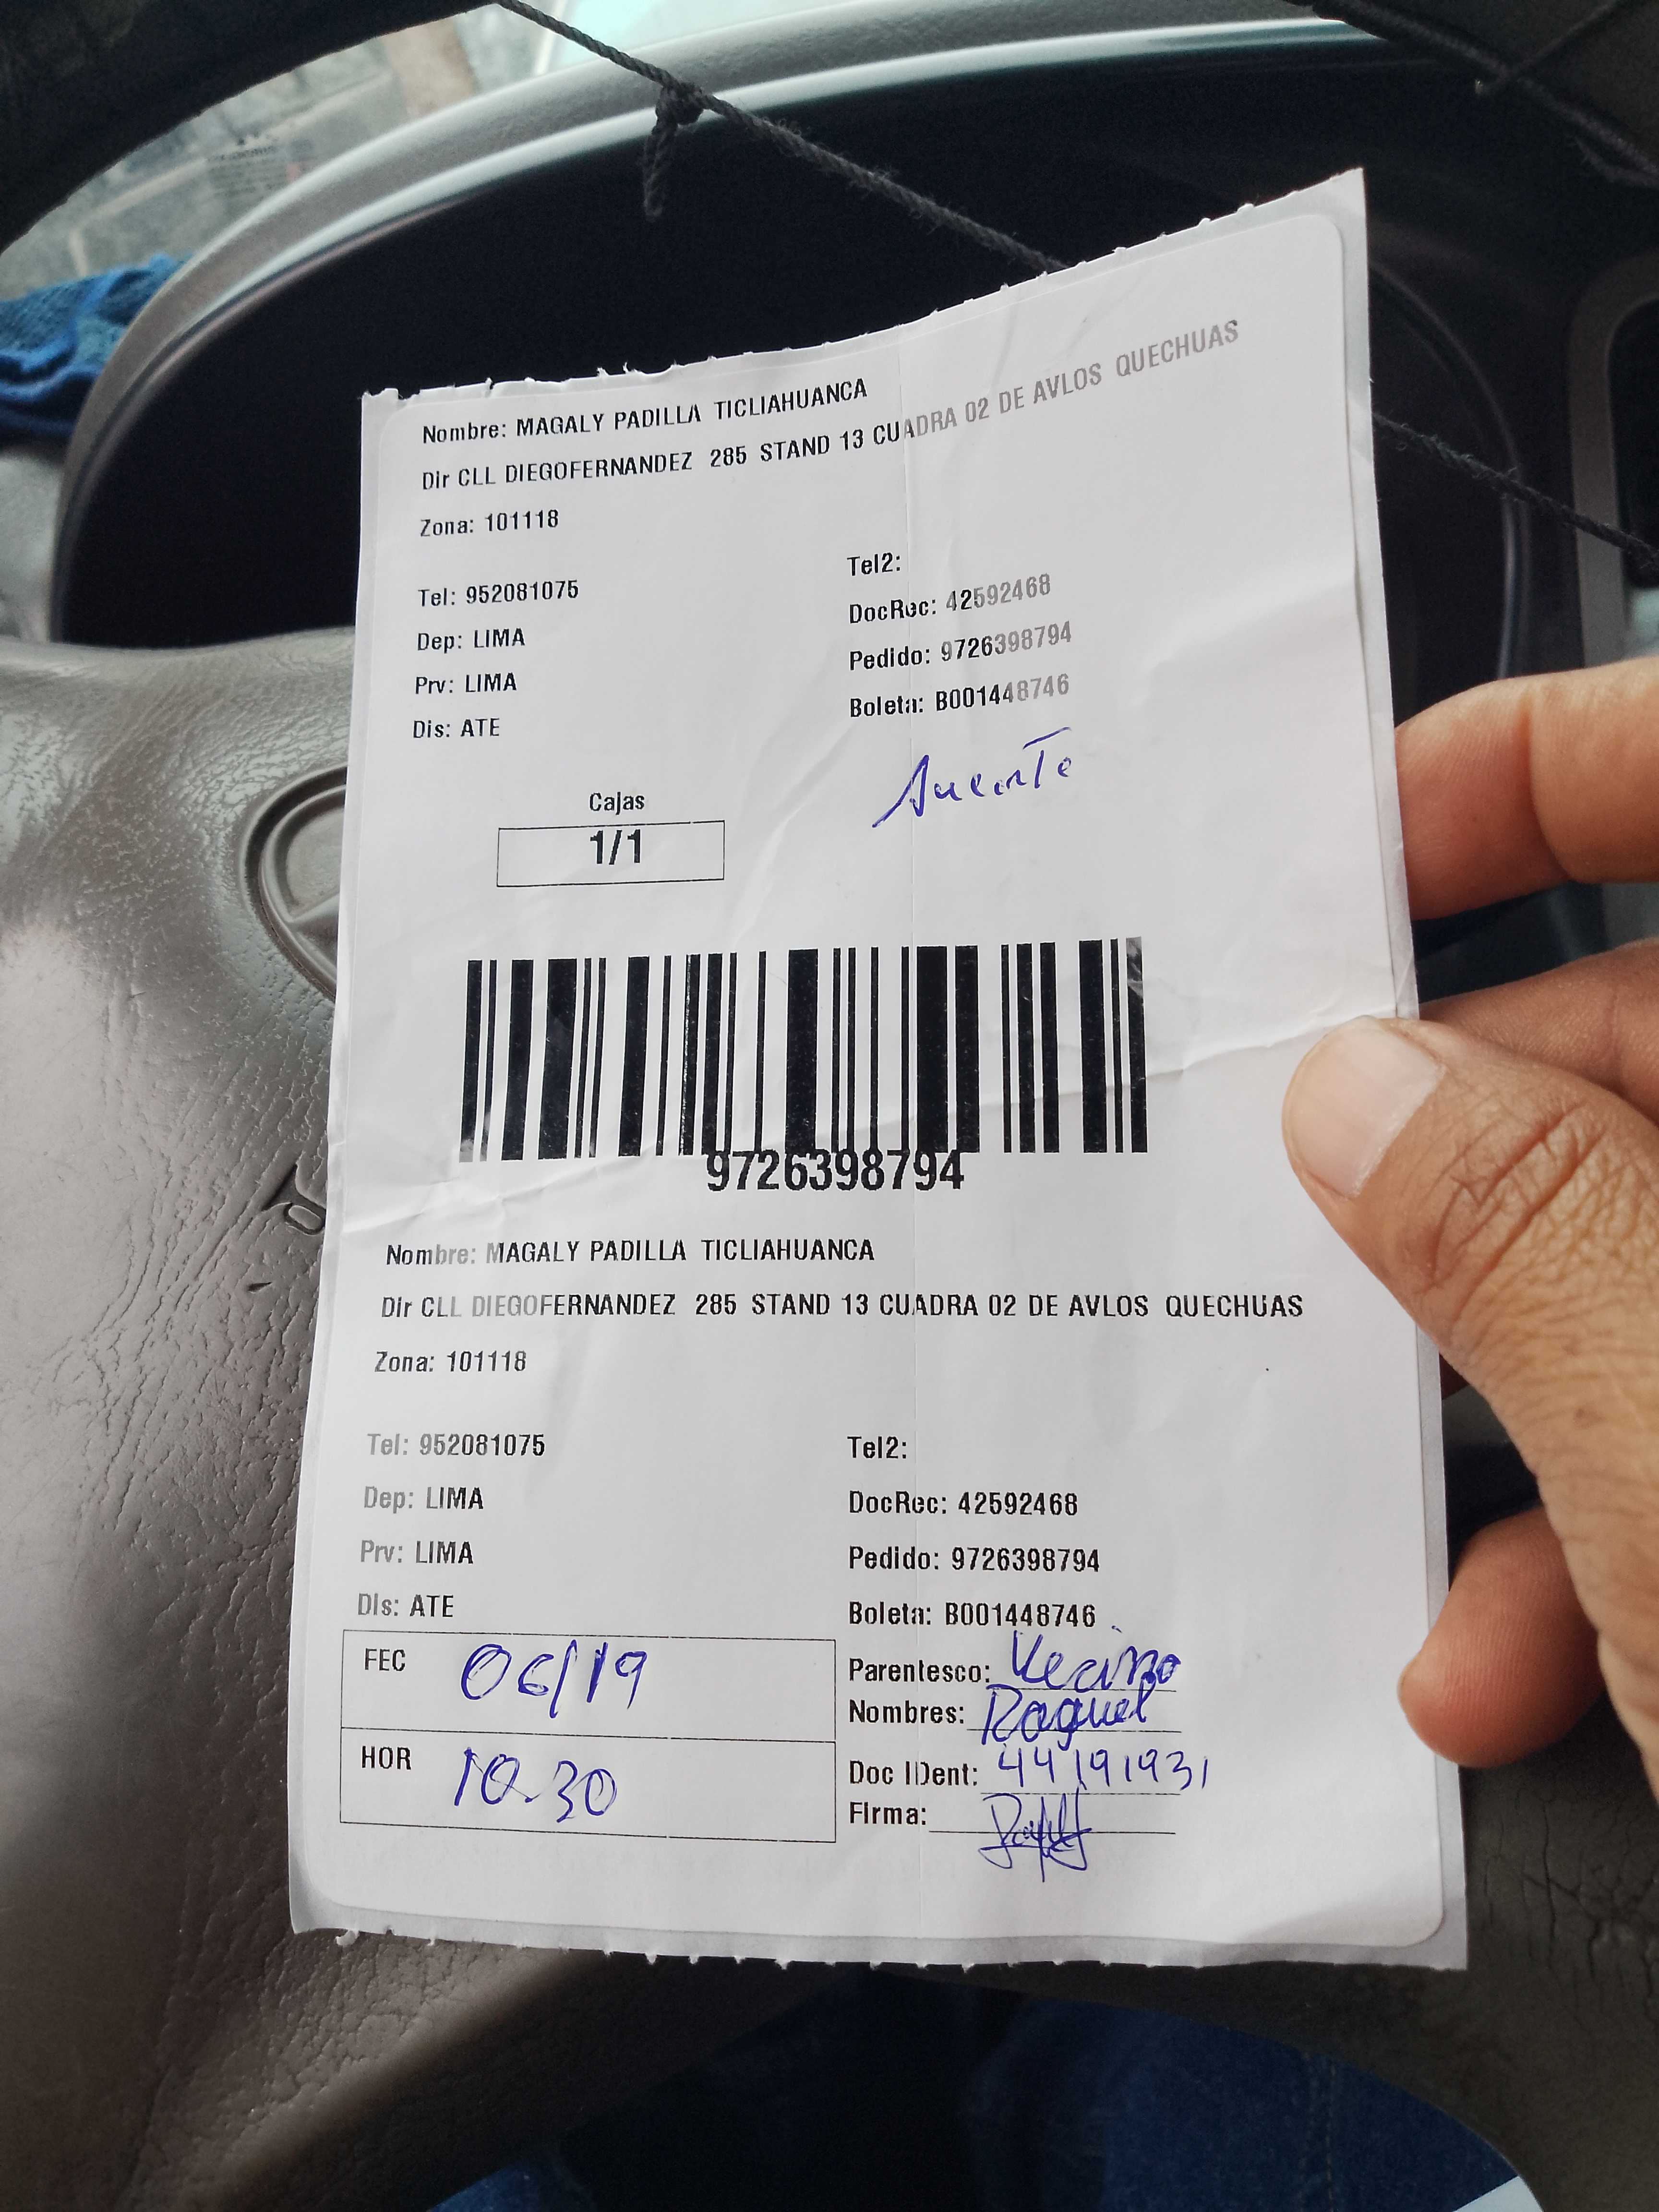 Nombre: MAGALY PADILLA TICLIAHUANCA
Dir CLL DIEGOFERNANDEZ 285 STAND 13 CUADRA 02 DE AVLOS QUECHUAS
Zona: 101118
Tel: 952081075
Tel2:
Dep: LIMA
DocRec: 42592468
Prv: LIMA
Pedido: 9726398794
Dis: ATE
Boleta: B001448746
Cajas
1/1
9726398794
Nombre: MAGALY PADILLA TICLIAHUANCA
Dir CLL DIEGOFERNANDEZ 285 STAND 13 CUADRA 02 DE AVLOS QUECHUAS
Zona: 101118
Tel: 952081075
Tel2:
Dep: LIMA
DocRec: 42592468
Prv: LIMA
Pedido: 9726398794
Dis: ATE
Boleta: B001448746
FEC 06/19
HOR 10.30
Parentesco: Vecino
Nombres: Raquel
Doc IDent: 44191931
Firma: